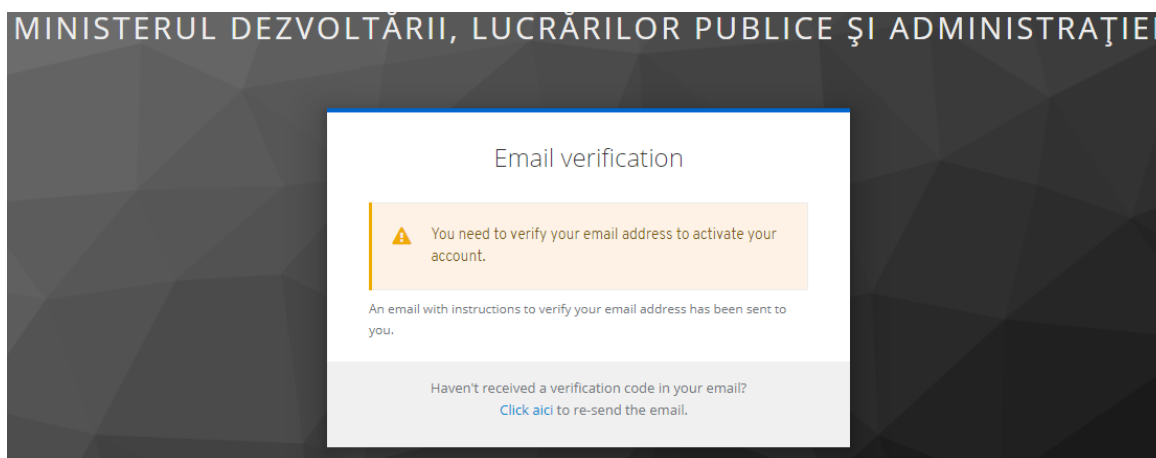 MINISTERUL DEZVOLTĂRII, LUCRĂRILOR PUBLICE ŞI ADMINISTRAŢIEI
Email verification
You need to verify your email address to activate your
account.
An email with instructions to verify your email address has been sent to
you.
Haven't received a verification code in your email?
Click aici to re-send the email.